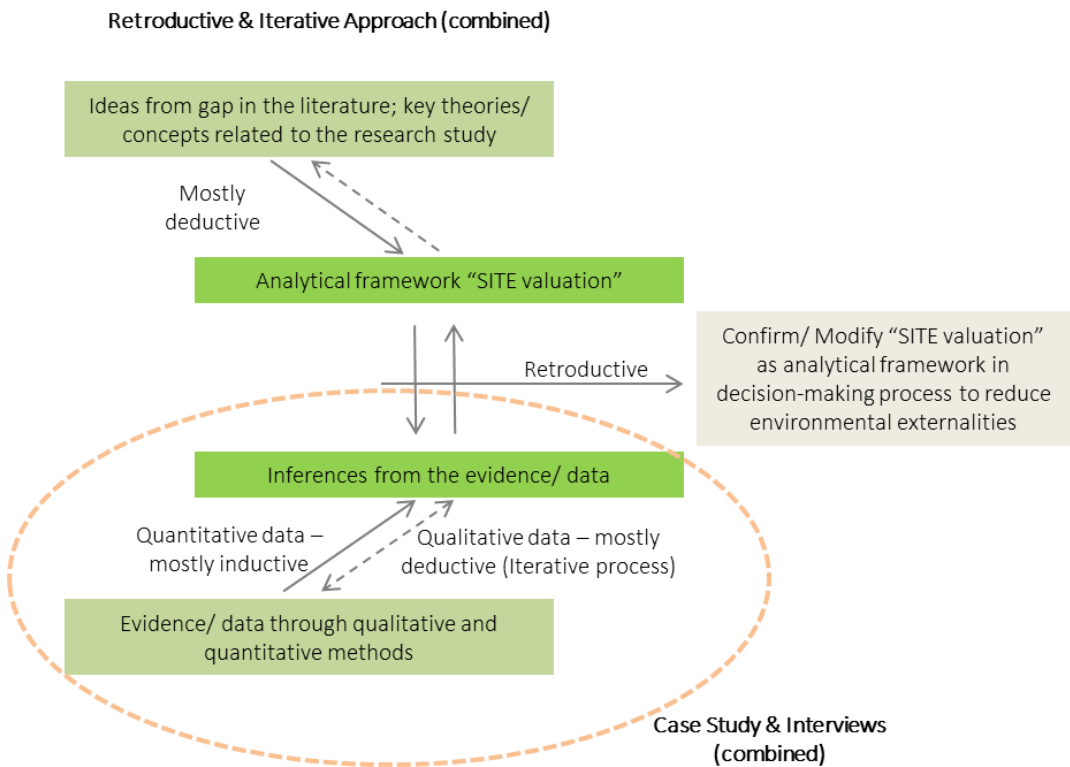 Retroductive & Iterative Approach (combined)
Ideas from gap in the literature; key theories/
concepts related to the research study
Mostly
deductive
Analytical framework “SITE valuation”
Retroductive
Confirm/ Modify “SITE valuation”
as analytical framework in
decision-making process to reduce
environmental externalities
Inferences from the evidence/ data
Quantitative data –
mostly inductive
Qualitative data – mostly
deductive (Iterative process)
Evidence/ data through qualitative and
quantitative methods
Case Study & Interviews
(combined)